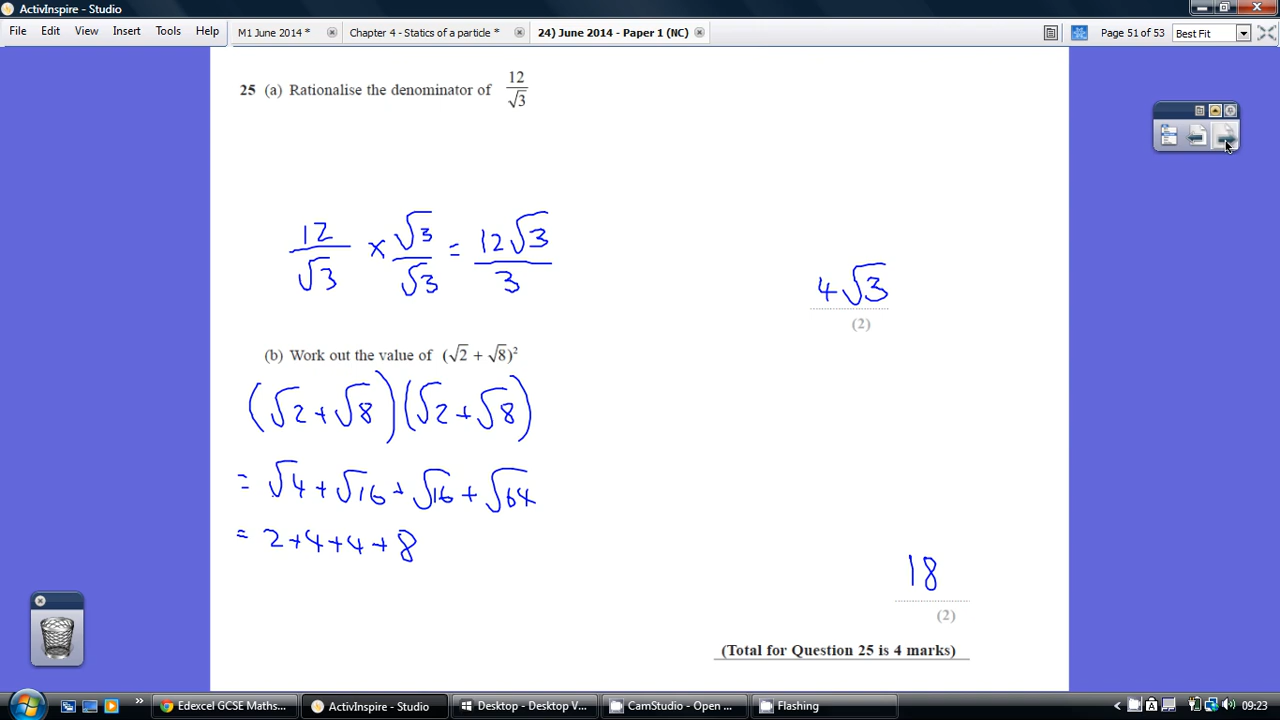 ActivInspire - Studio
File Edit View Insert Tools Help
M1 June 2014 * Chapter 4 - Statics of a particle * 24) June 2014 - Paper 1 (NC)
Page 51 of 53 Best Fit
25 (a) Rationalise the denominator of 12/√3
12/√3 × √3/√3 = 12√3/3
4√3
(2)
(b) Work out the value of (√2 + √8)²
(√2 + √8)(√2 + √8)
= √4 + √16 + √16 + √64
= 2+4+4+8
18
(2)
(Total for Question 25 is 4 marks)
Edexcel GCSE Maths... ActivInspire - Studio Desktop - Desktop V... CamStudio - Open ... Flashing
09:23